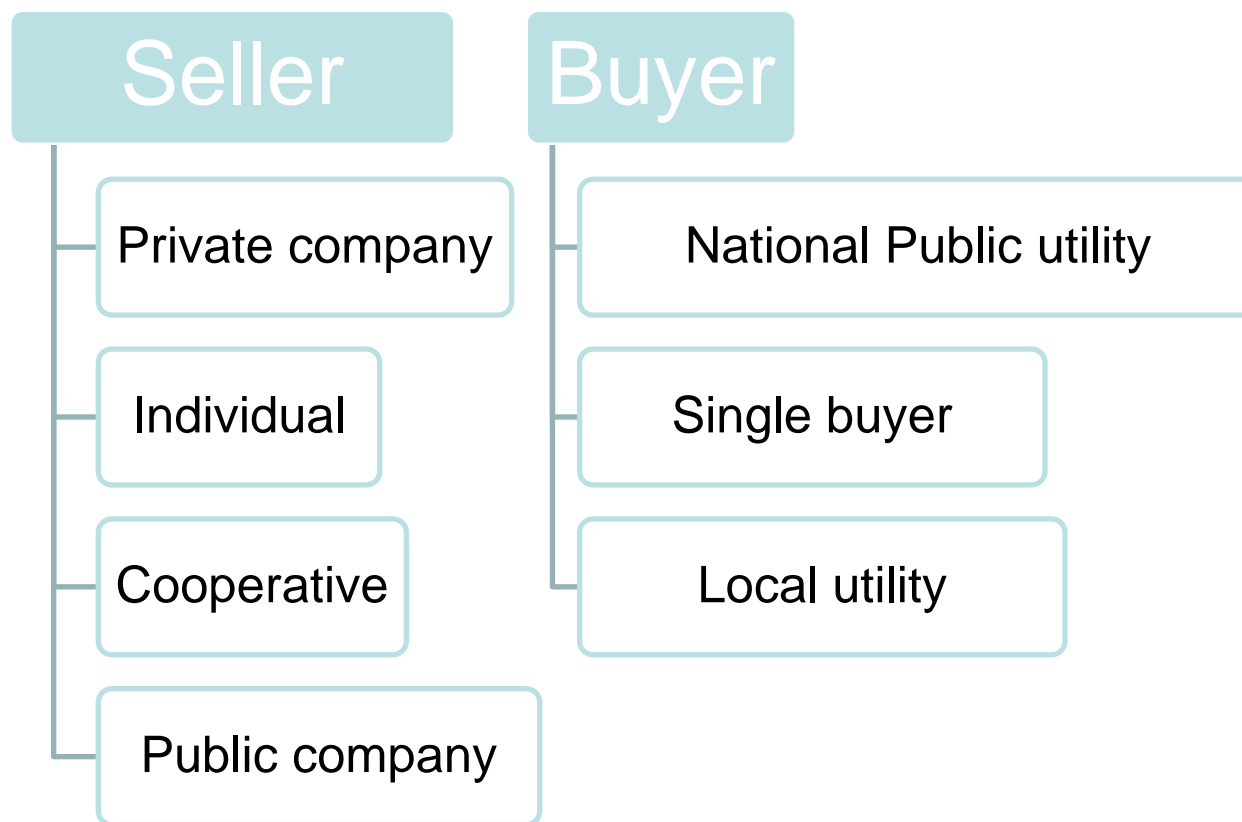 Seller
Private company
Individual
Cooperative
Public company
Buyer
National Public utility
Single buyer
Local utility